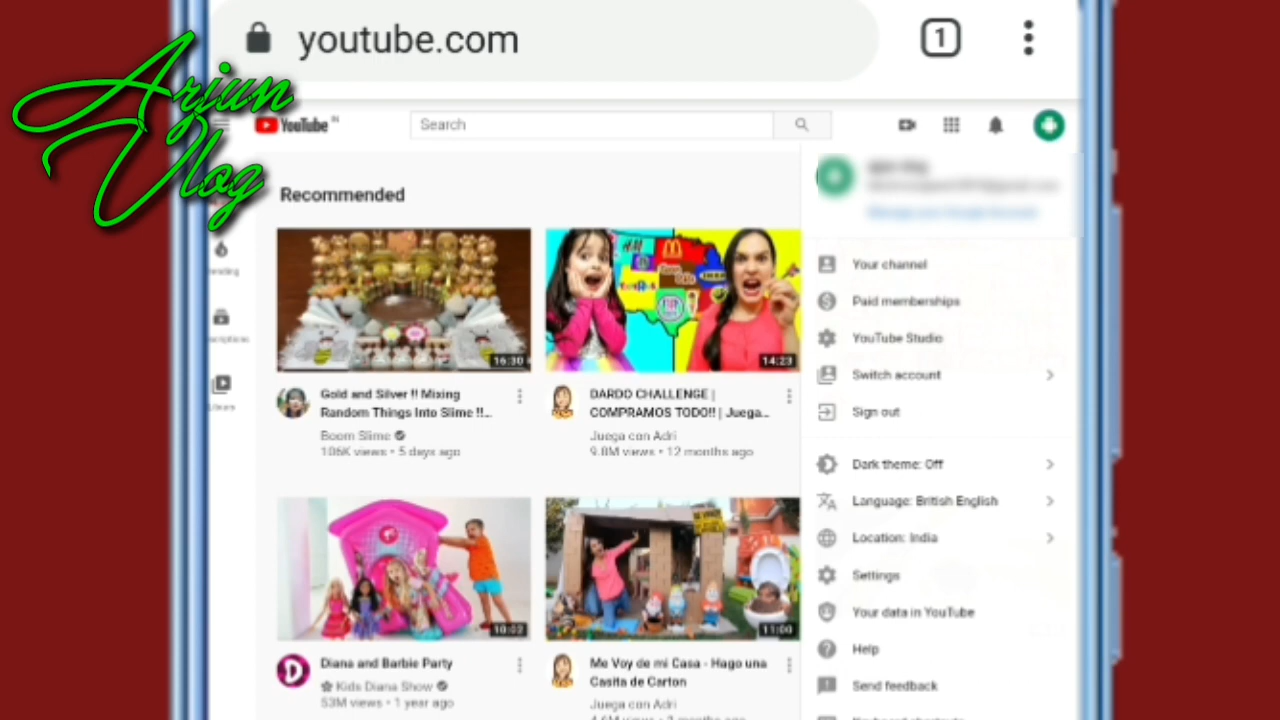 youtube.com
1
Arjun
Vlog
YouTube IN
Search
Recommended
16:30
14:23
Gold and Silver !! Mixing
Random Things Into Slime !!...
Boom Slime
106K views • 5 days ago
DARDO CHALLENGE |
COMPRAMOS TODO!! | Juega...
Juega con Adri
9.8M views • 12 months ago
10:02
11:00
Diana and Barbie Party
Kids Diana Show
53M views • 1 year ago
Me Voy de mi Casa - Hago una
Casita de Carton
Juega con Adri
Manage your Google Account
Your channel
Paid memberships
YouTube Studio
Switch account
Sign out
Dark theme: Off
Language: British English
Location: India
Settings
Your data in YouTube
Help
Send feedback